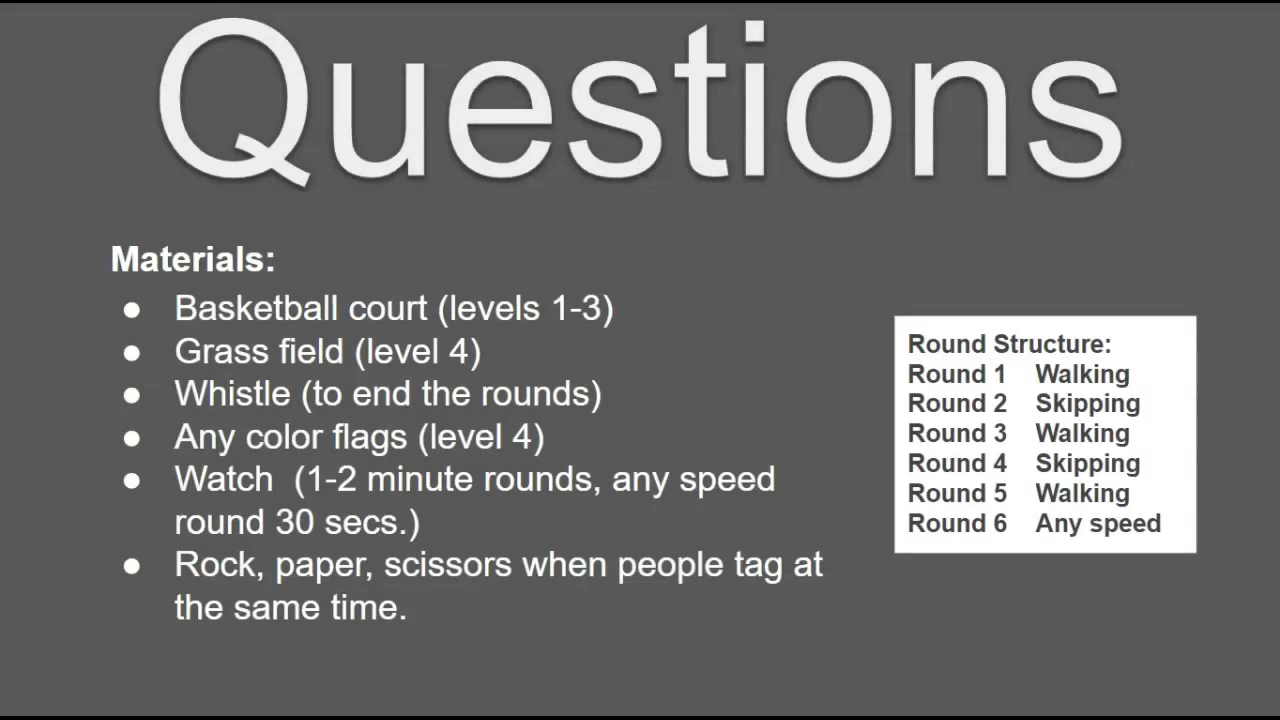 Questions
Materials:
● Basketball court (levels 1-3)
● Grass field (level 4)
● Whistle (to end the rounds)
● Any color flags (level 4)
● Watch  (1-2 minute rounds, any speed
round 30 secs.)
● Rock, paper, scissors when people tag at
the same time.
Round Structure:
Round 1 Walking
Round 2 Skipping
Round 3 Walking
Round 4 Skipping
Round 5 Walking
Round 6 Any speed